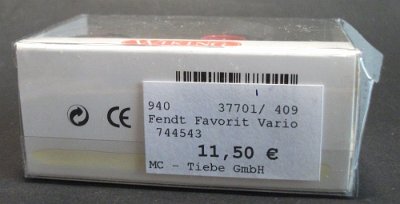 WIKING
CE
940 37701/ 409
Fendt Favorit Vario
744543
11,50 €
MC - Tiebe GmbH